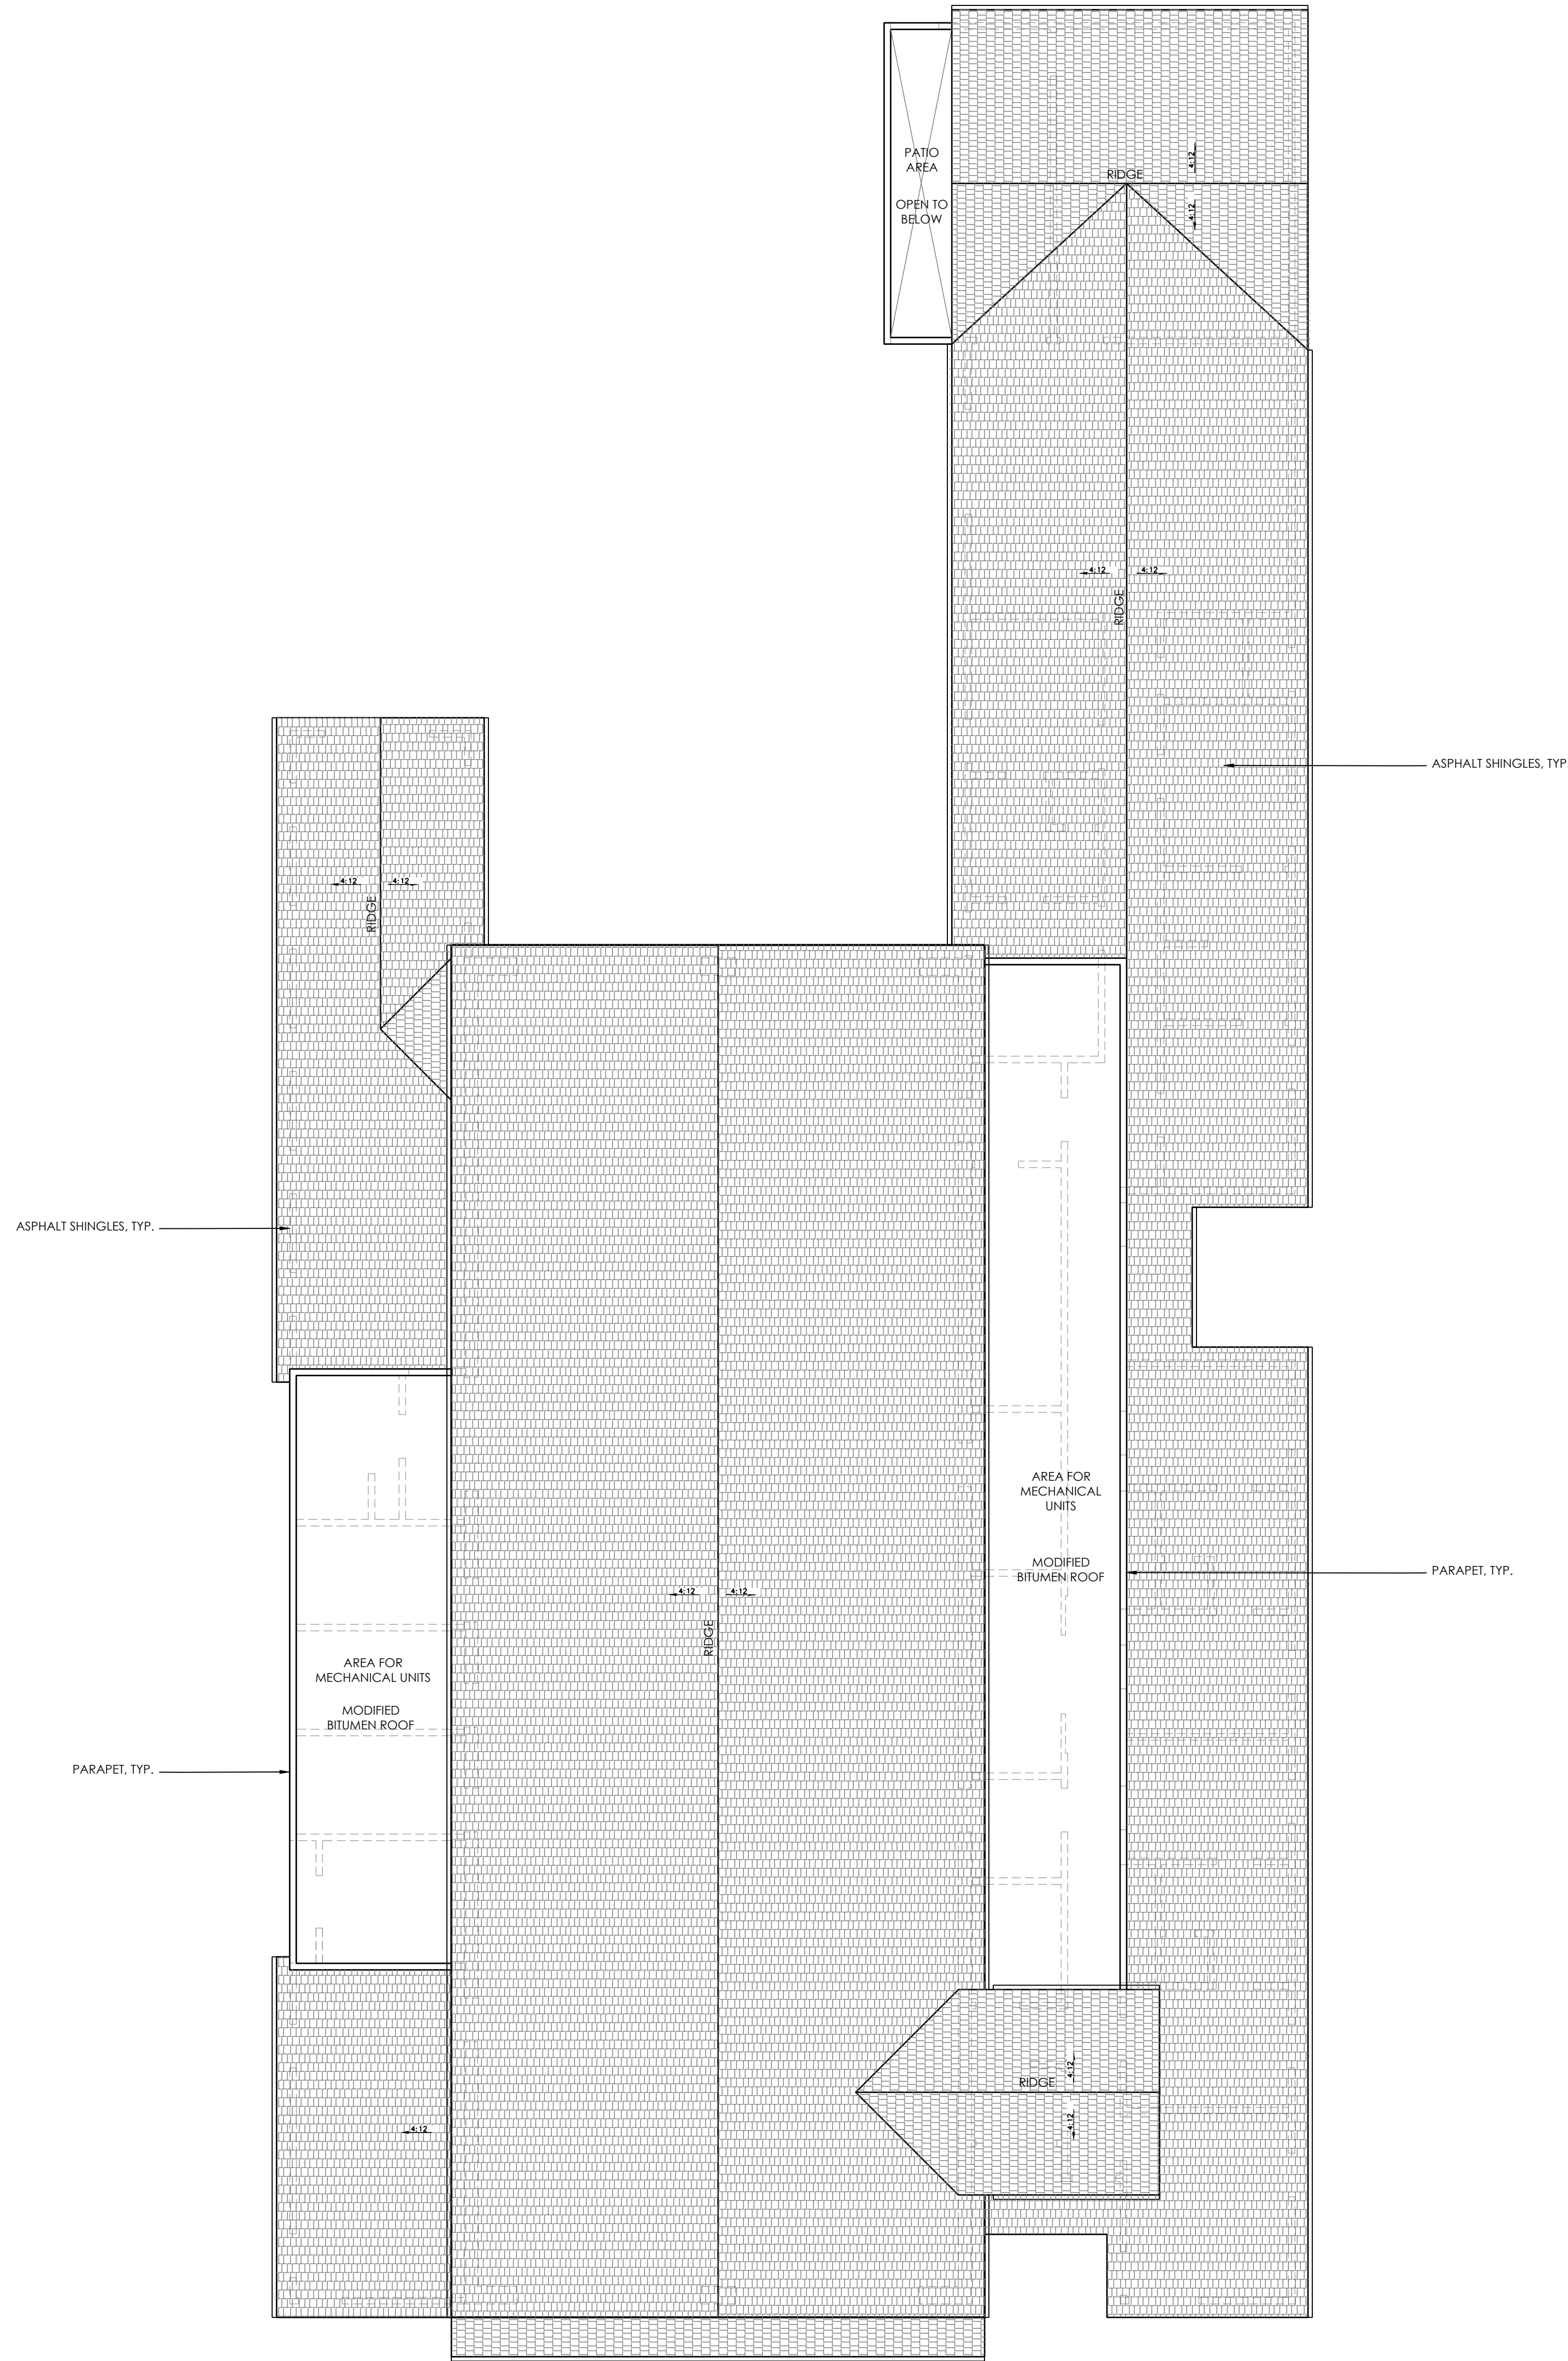 PATIO
AREA
OPEN TO
BELOW
RIDGE
4:12
4:12
4:12
4:12
RIDGE
ASPHALT SHINGLES, TYP
4:12
4:12
RIDGE
ASPHALT SHINGLES, TYP.
AREA FOR
MECHANICAL
UNITS
MODIFIED
BITUMEN ROOF
PARAPET, TYP.
4:12
4:12
RIDGE
AREA FOR
MECHANICAL UNITS
MODIFIED
BITUMEN ROOF
PARAPET, TYP.
4:12
RIDGE
4:12
4:12